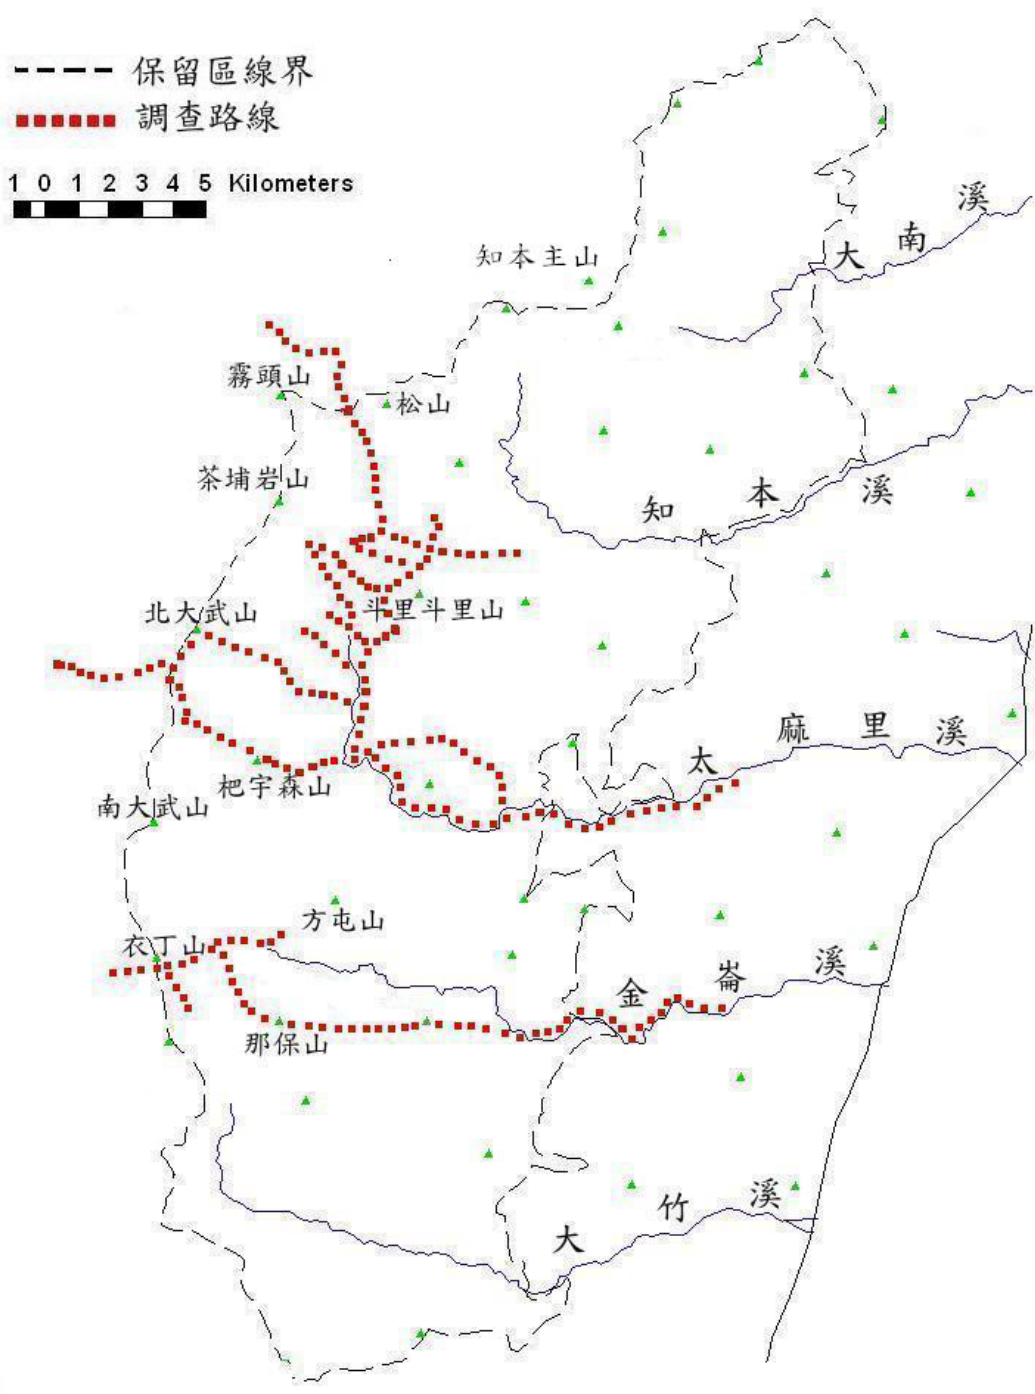 保留區線界
調查路線
1 0 1 2 3 4 5 Kilometers
大南溪
知本主山
霧頭山
松山
茶埔岩山
知本溪
北大武山
斗里斗里山
太麻里溪
杷宇森山
南大武山
方屯山
衣丁山
金崙溪
那保山
大竹溪